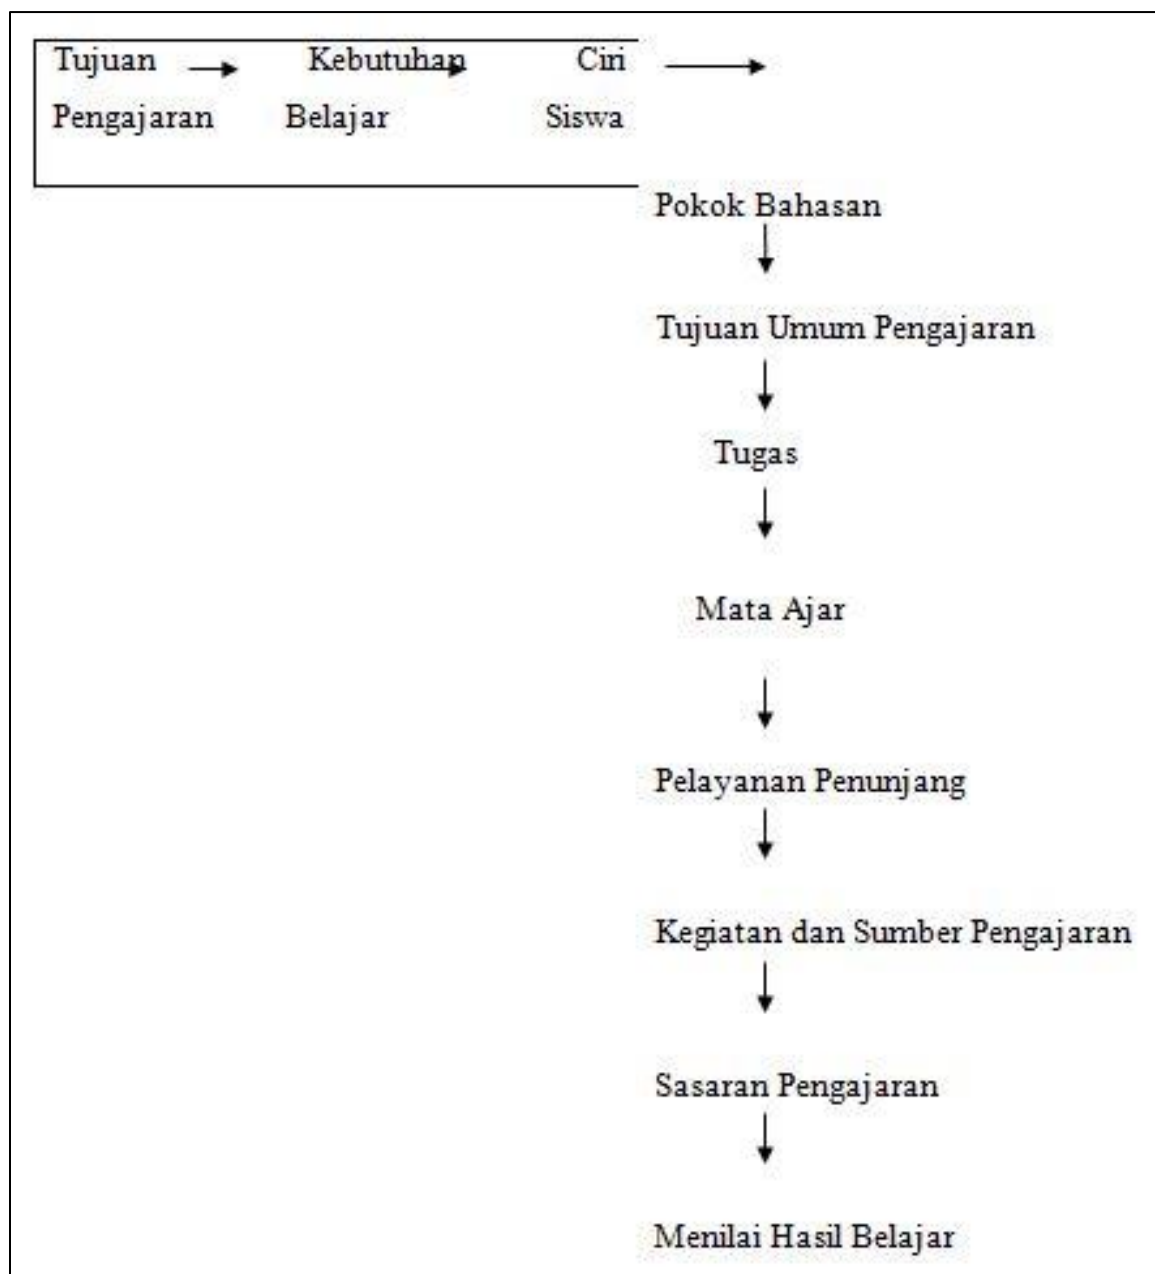 Tujuan Kebutuhan Ciri
Pengajaran Belajar Siswa
Pokok Bahasan
Tujuan Umum Pengajaran
Tugas
Mata Ajar
Pelayanan Penunjang
Kegiatan dan Sumber Pengajaran
Sasaran Pengajaran
Menilai Hasil Belajar